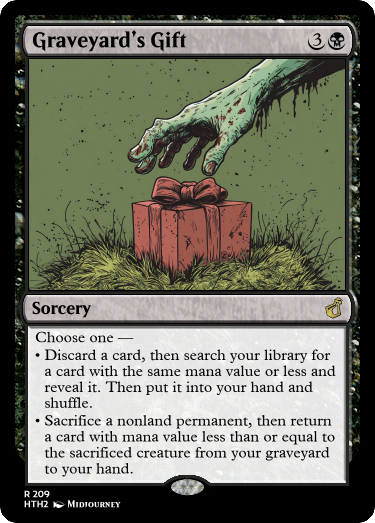 Graveyard's Gift 3
Sorcery
Choose one —
• Discard a card, then search your library for
a card with the same mana value or less and
reveal it. Then put it into your hand and
shuffle.
• Sacrifice a nonland permanent, then return
a card with mana value less than or equal to
the sacrificed creature from your graveyard
to your hand.
R 209
HTH2 Midjourney